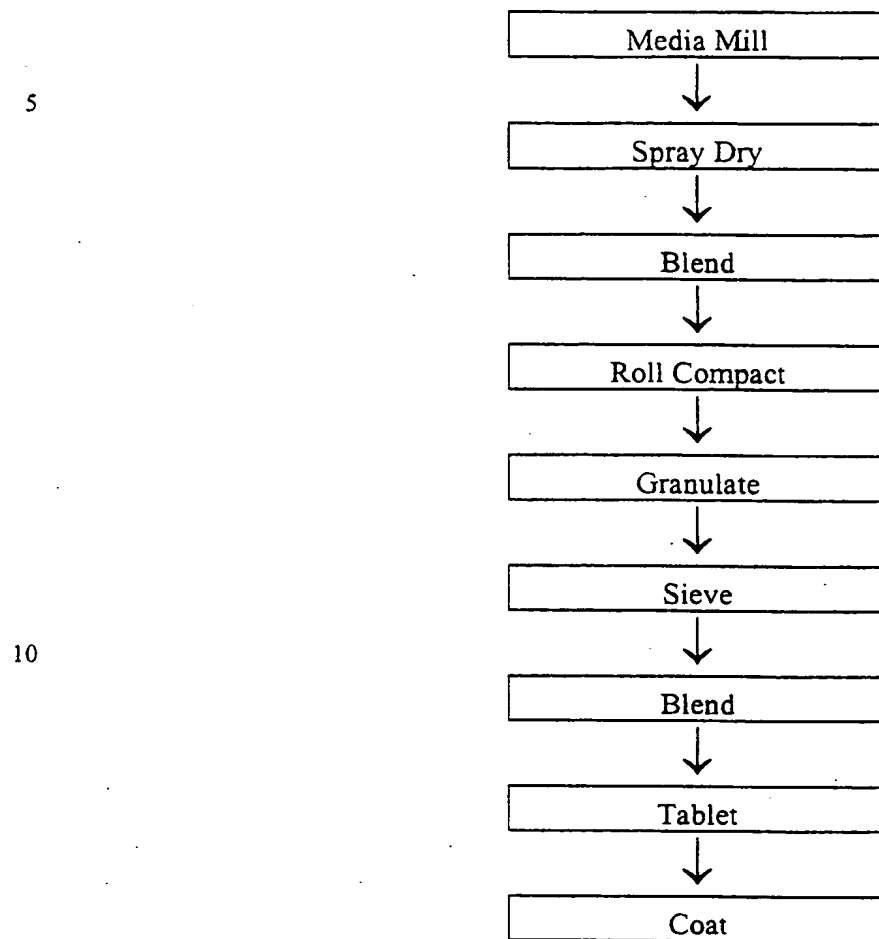 Media Mill
5
Spray Dry
Blend
Roll Compact
Granulate
Sieve
10
Blend
Tablet
Coat